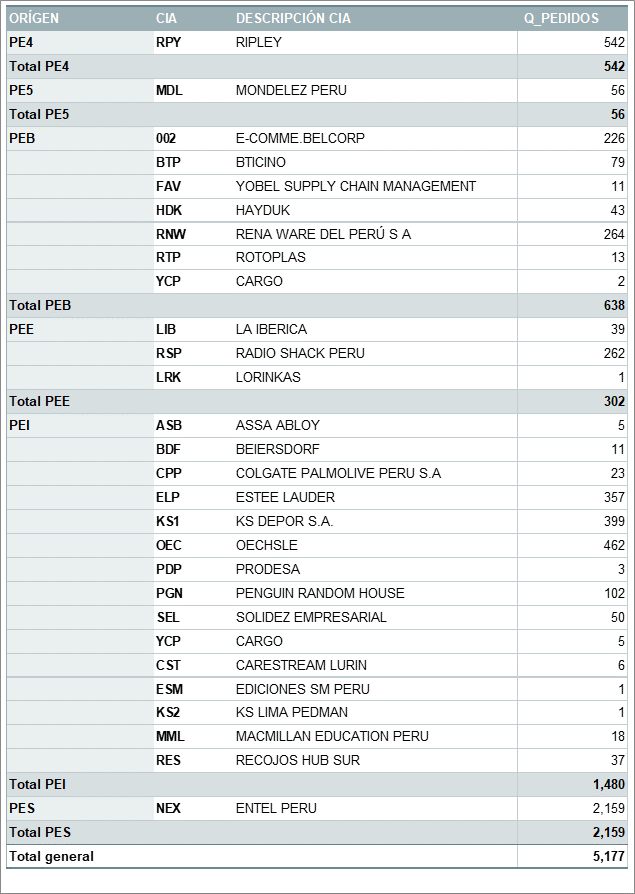 ORÍGEN CIA DESCRIPCIÓN CIA Q_PEDIDOS
PE4 RPY RIPLEY 542
Total PE4 542
PE5 MDL MONDELEZ PERU 56
Total PE5 56
PEB 002 E-COMME.BELCORP 226
BTP BTICINO 79
FAV YOBEL SUPPLY CHAIN MANAGEMENT 11
HDK HAYDUK 43
RNW RENA WARE DEL PERÚ S A 264
RTP ROTOPLAS 13
YCP CARGO 2
Total PEB 638
PEE LIB LA IBERICA 39
RSP RADIO SHACK PERU 262
LRK LORINKAS 1
Total PEE 302
PEI ASB ASSA ABLOY 5
BDF BEIERSDORF 11
CPP COLGATE PALMOLIVE PERU S.A 23
ELP ESTEE LAUDER 357
KS1 KS DEPOR S.A. 399
OEC OECHSLE 462
PDP PRODESA 3
PGN PENGUIN RANDOM HOUSE 102
SEL SOLIDEZ EMPRESARIAL 50
YCP CARGO 5
CST CARESTREAM LURIN 6
ESM EDICIONES SM PERU 1
KS2 KS LIMA PEDMAN 1
MML MACMILLAN EDUCATION PERU 18
RES RECOJOS HUB SUR 37
Total PEI 1,480
PES NEX ENTEL PERU 2,159
Total PES 2,159
Total general 5,177